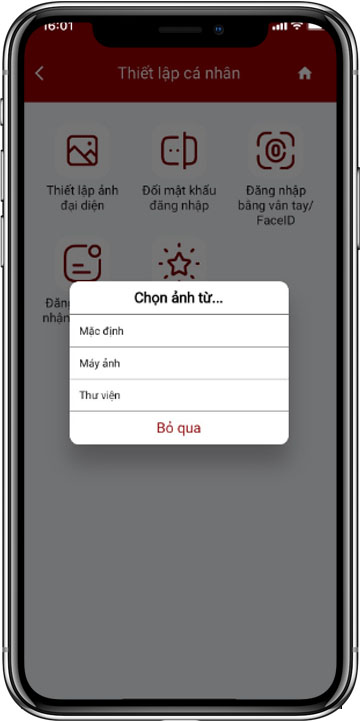 16:01
Thiết lập cá nhân
Thiết lập ảnh
đại diện
Đổi mật khẩu
đăng nhập
Đăng nhập
bằng vân tay/
FaceID
Chọn ảnh từ...
Mặc định
Máy ảnh
Thư viện
Bỏ qua